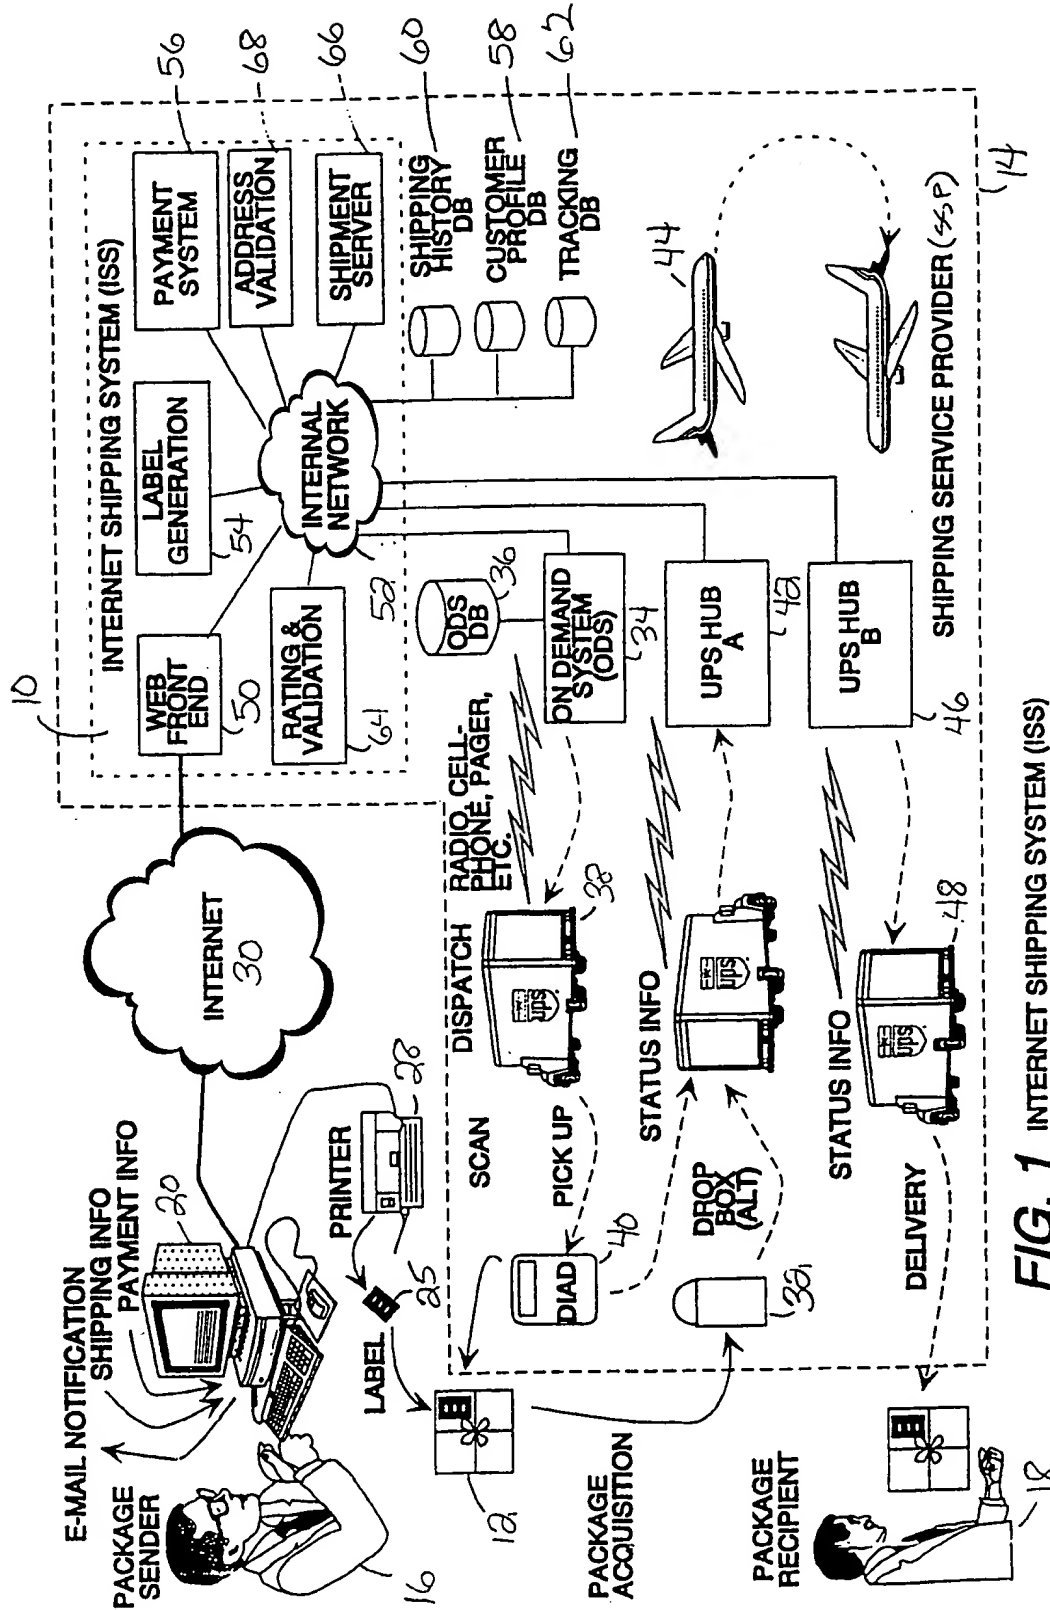 10
INTERNET SHIPPING SYSTEM (ISS)
WEB
FRONT
END
50
LABEL
GENERATION
54
PAYMENT
SYSTEM
56
ADDRESS
VALIDATION
68
SHIPMENT
SERVER
66
RATING &
VALIDATION
64
INTERNAL
NETWORK
52
SHIPPING
HISTORY
DB
60
CUSTOMER
PROFILE
DB
58
TRACKING
DB
62
INTERNET
30
E-MAIL NOTIFICATION
SHIPPING INFO
PAYMENT INFO
20
PACKAGE
SENDER
16
PRINTER
28
LABEL
25
12
ODS
DB
36
ON DEMAND
SYSTEM
(ODS)
34
RADIO, CELL-
PHONE, PAGER,
ETC.
DISPATCH
38
ups
SCAN
PICK UP
DIAD
40
UPS HUB
A
42
44
STATUS INFO
ups
DROP
BOX
(ALT)
32
PACKAGE
ACQUISITION
UPS HUB
B
46
STATUS INFO
ups
48
DELIVERY
PACKAGE
RECIPIENT
18
SHIPPING SERVICE PROVIDER (SSP)
14
FIG. 1 INTERNET SHIPPING SYSTEM (ISS)